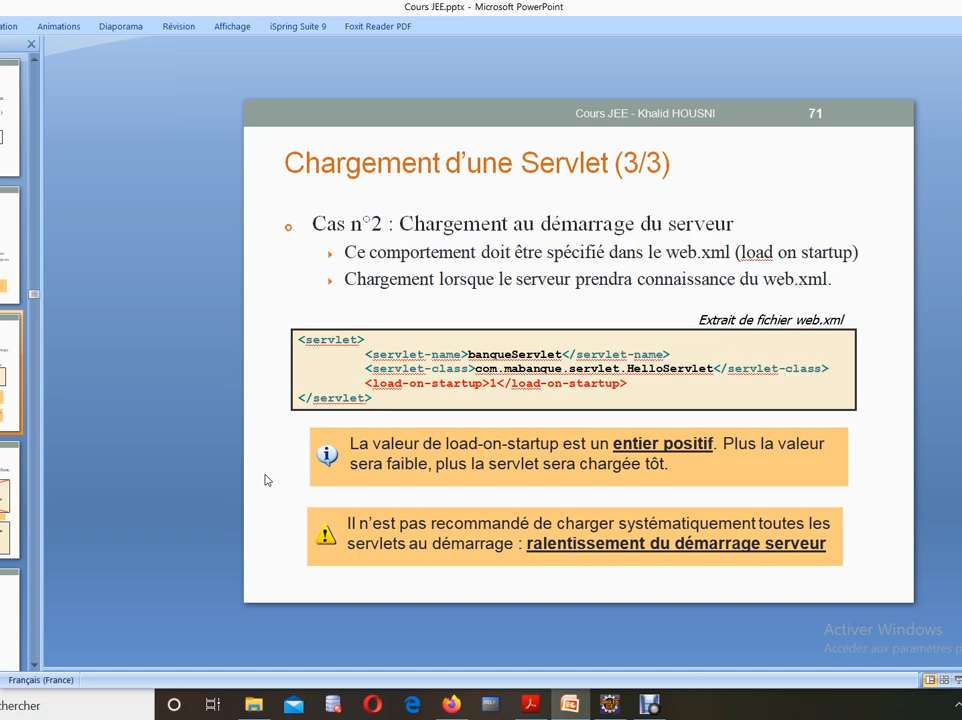 Cours JEE.pptx - Microsoft PowerPoint
ation Animations Diaporama Révision Affichage iSpring Suite 9 Foxit Reader PDF
Cours JEE - Khalid HOUSNI 71
Chargement d’une Servlet (3/3)
Cas n°2 : Chargement au démarrage du serveur
Ce comportement doit être spécifié dans le web.xml (load on startup)
Chargement lorsque le serveur prendra connaissance du web.xml.
Extrait de fichier web.xml
<servlet>
<servlet-name>banqueServlet</servlet-name>
<servlet-class>com.mabanque.servlet.HelloServlet</servlet-class>
<load-on-startup>1</load-on-startup>
</servlet>
La valeur de load-on-startup est un entier positif. Plus la valeur
sera faible, plus la servlet sera chargée tôt.
Il n’est pas recommandé de charger systématiquement toutes les
servlets au démarrage : ralentissement du démarrage serveur
Activer Windows
Accédez aux paramètres p
Français (France)
hercher